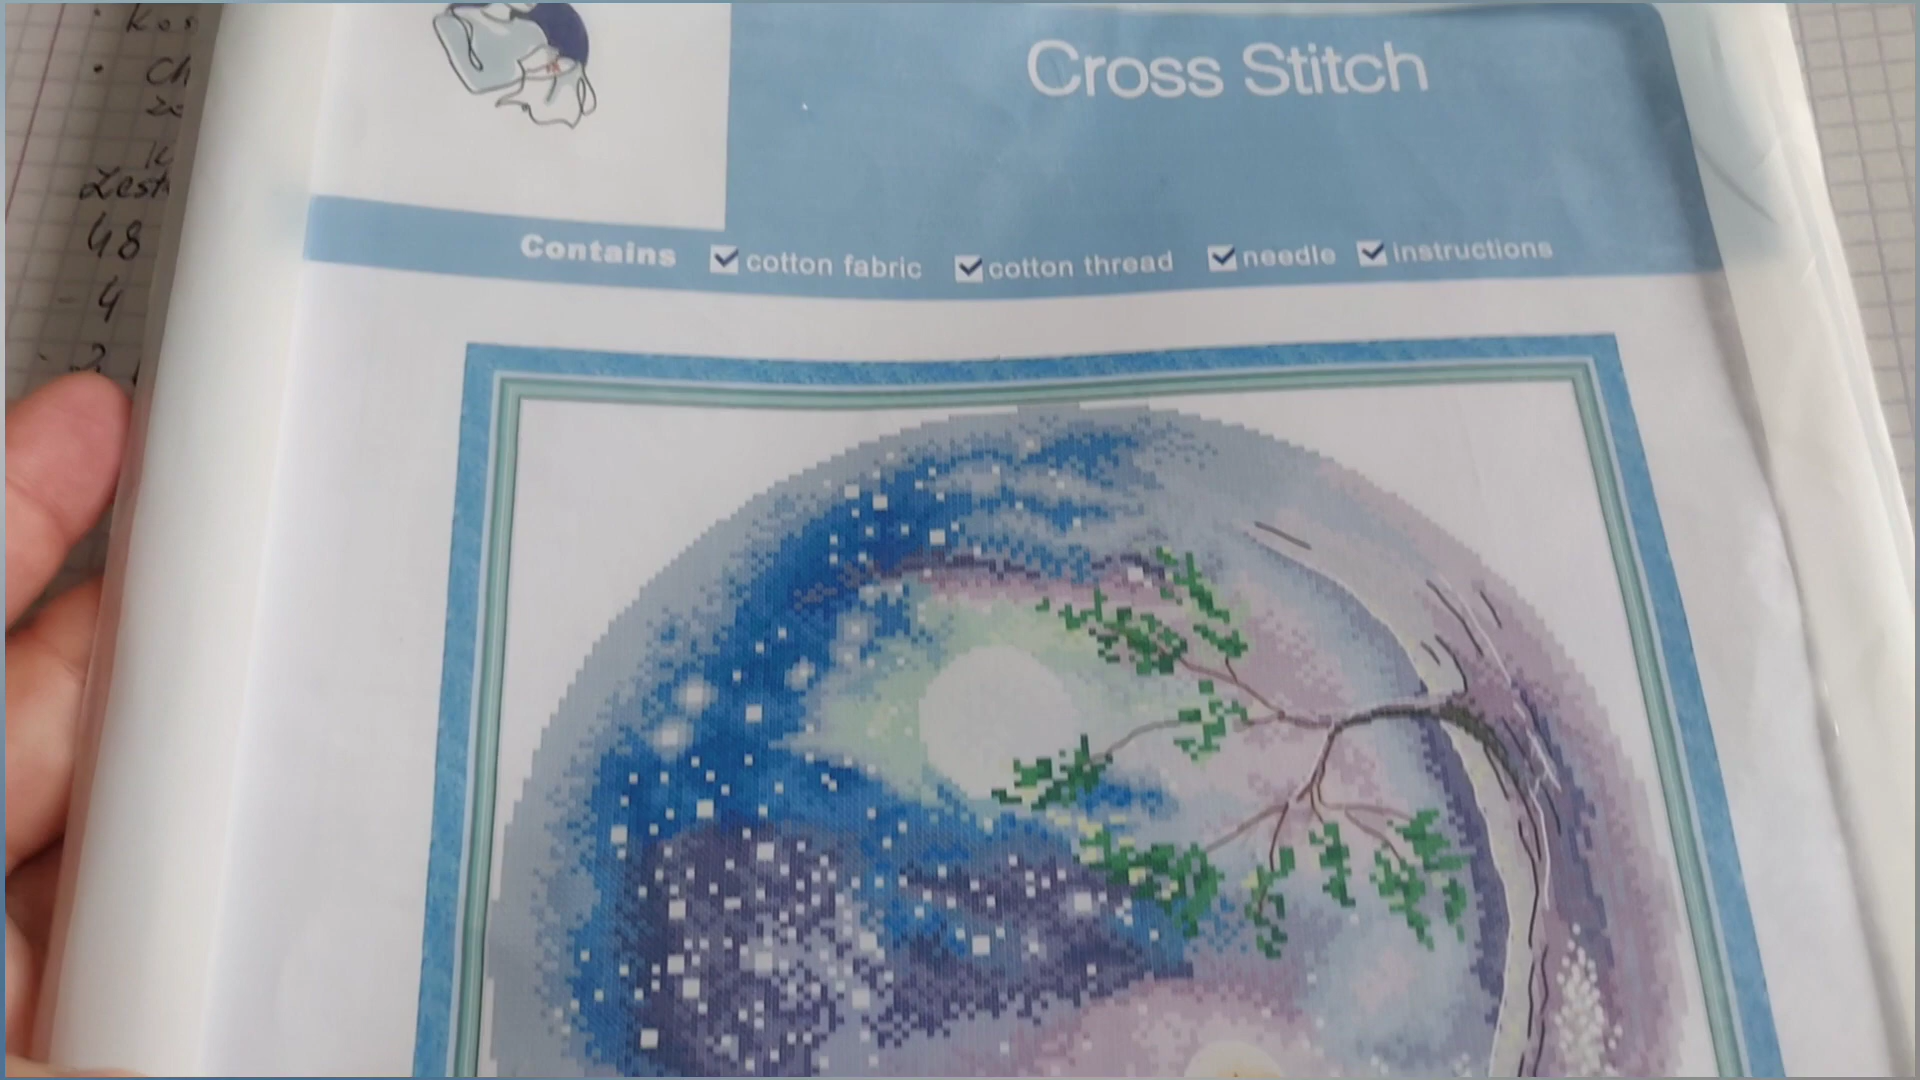 Cross Stitch
Contains cotton fabric cotton thread needle instructions
48
- 4